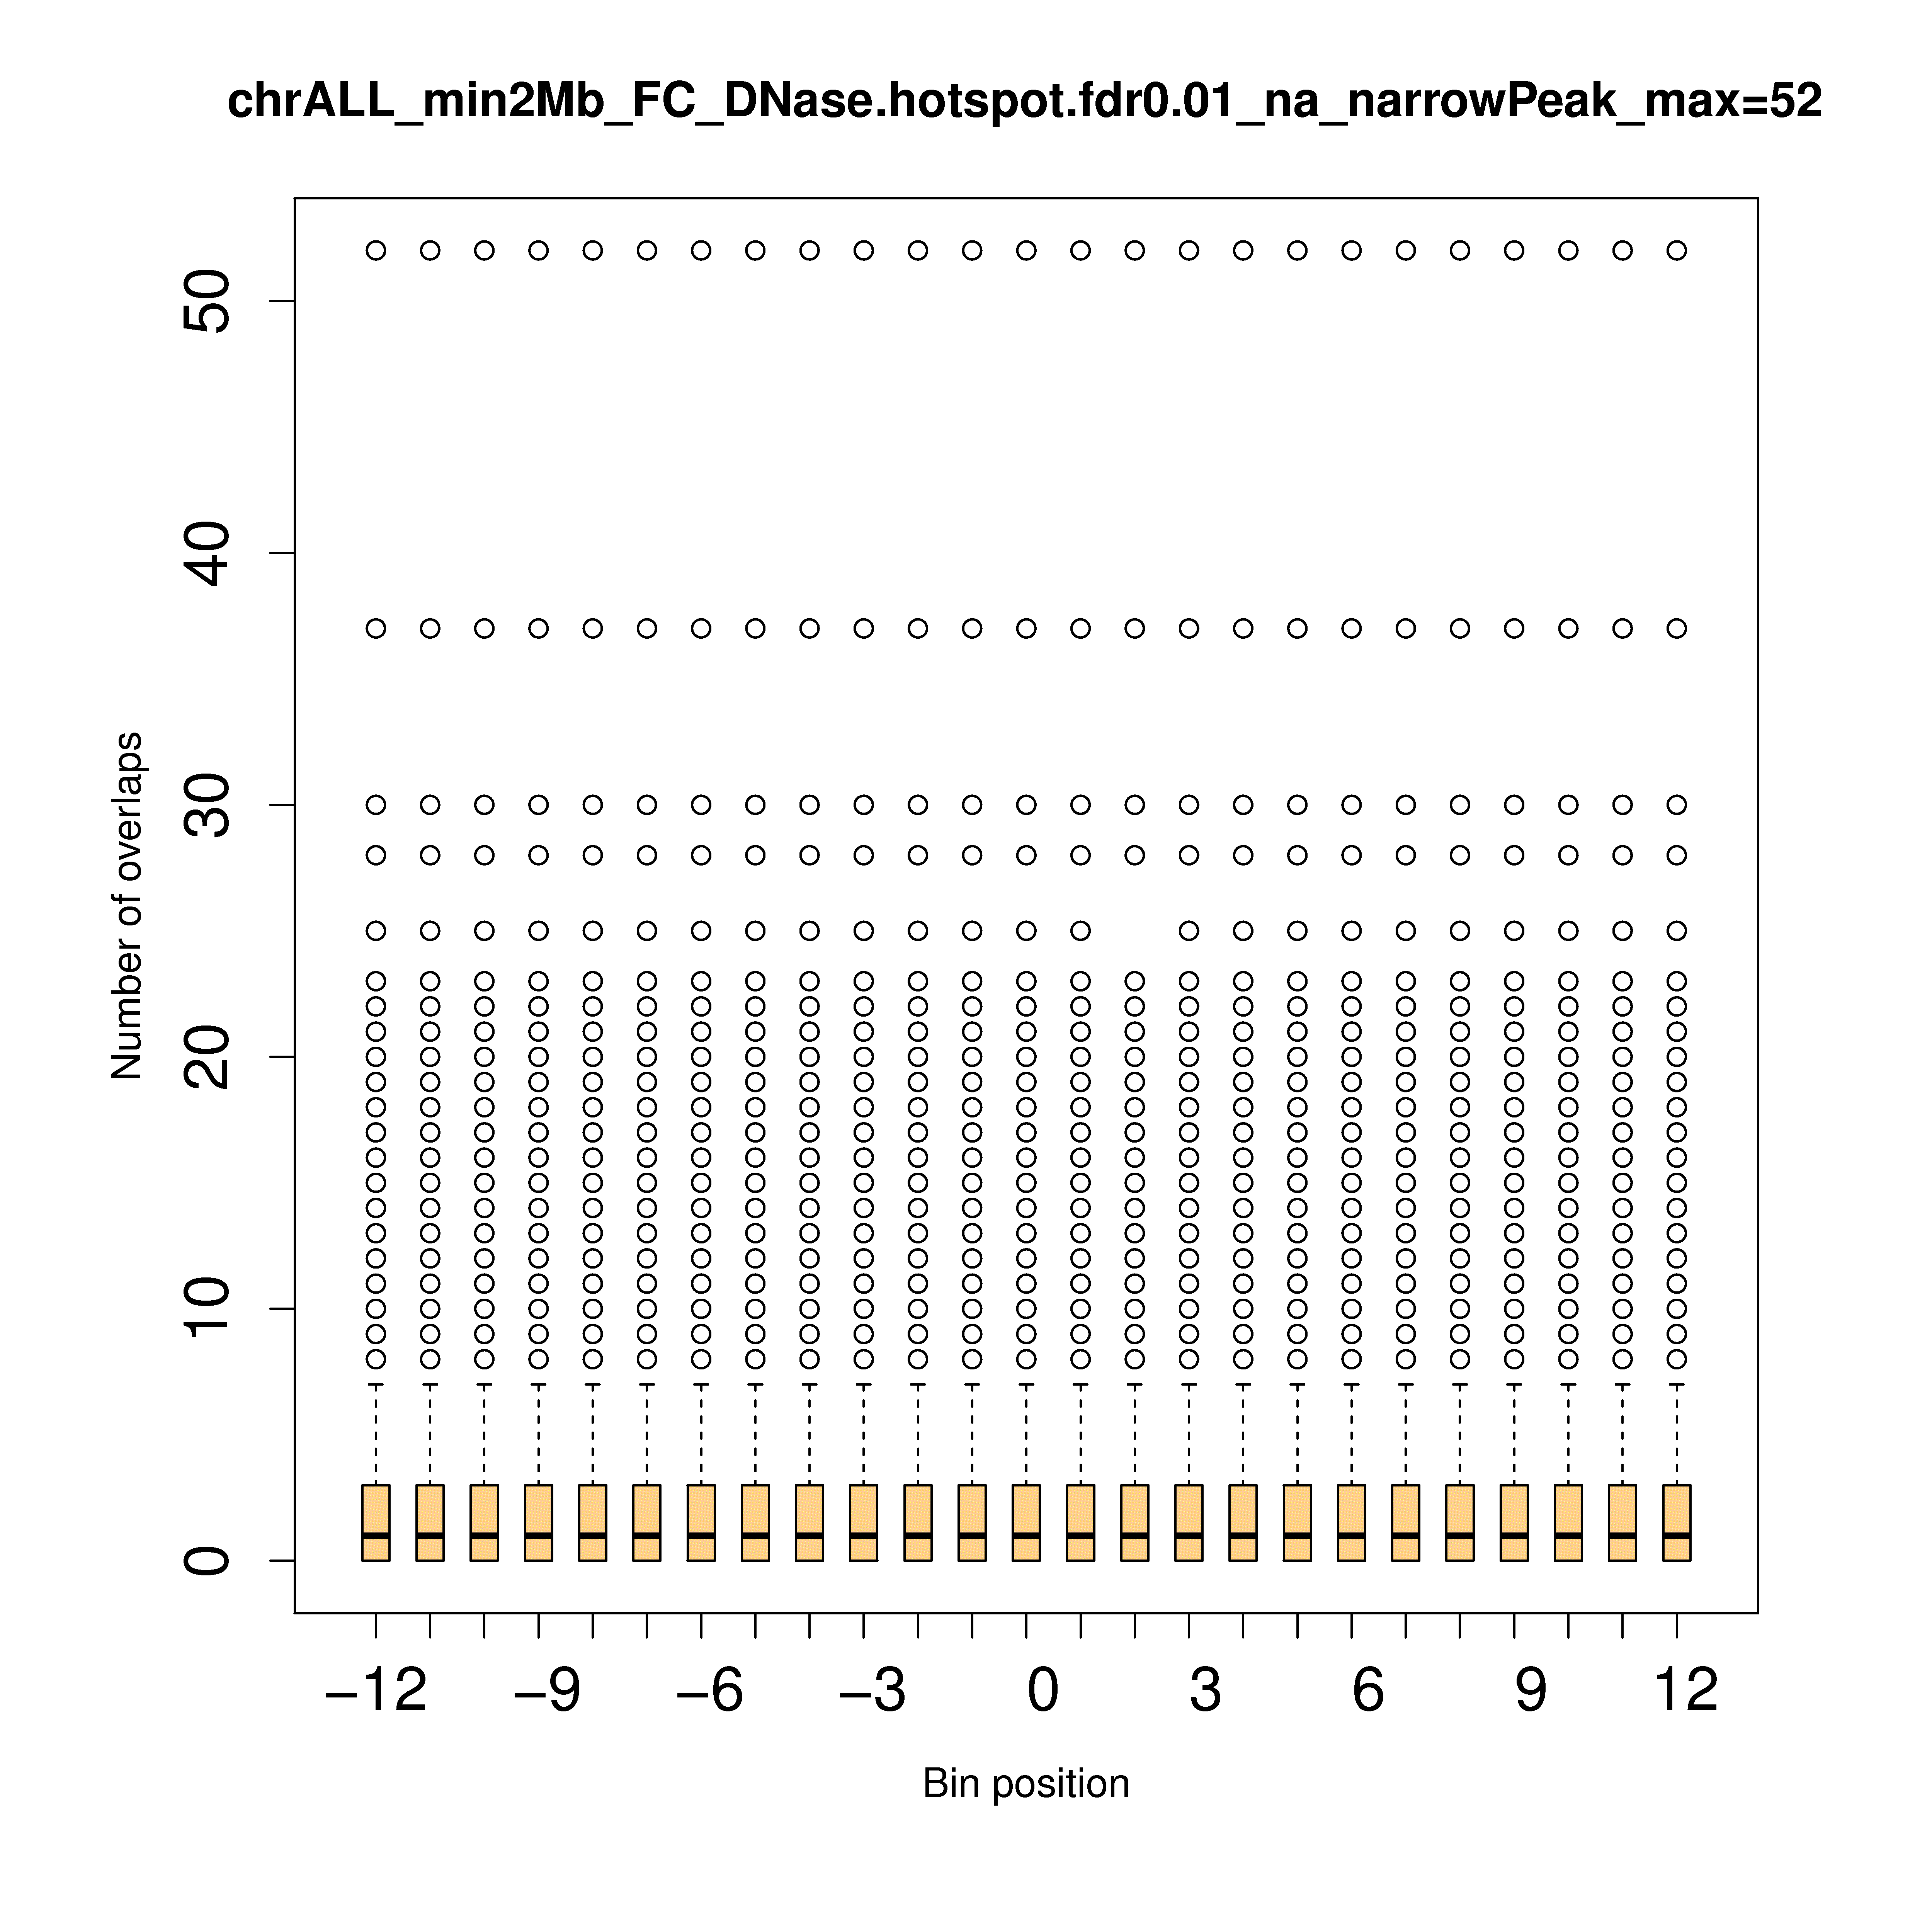 chrALL_min2Mb_FC_DNase.hotspot.fdr0.01_na_narrowPeak_max=52
50
40
30
20
10
0
Number of overlaps
−12 −9 −6 −3 0 3 6 9 12
Bin position